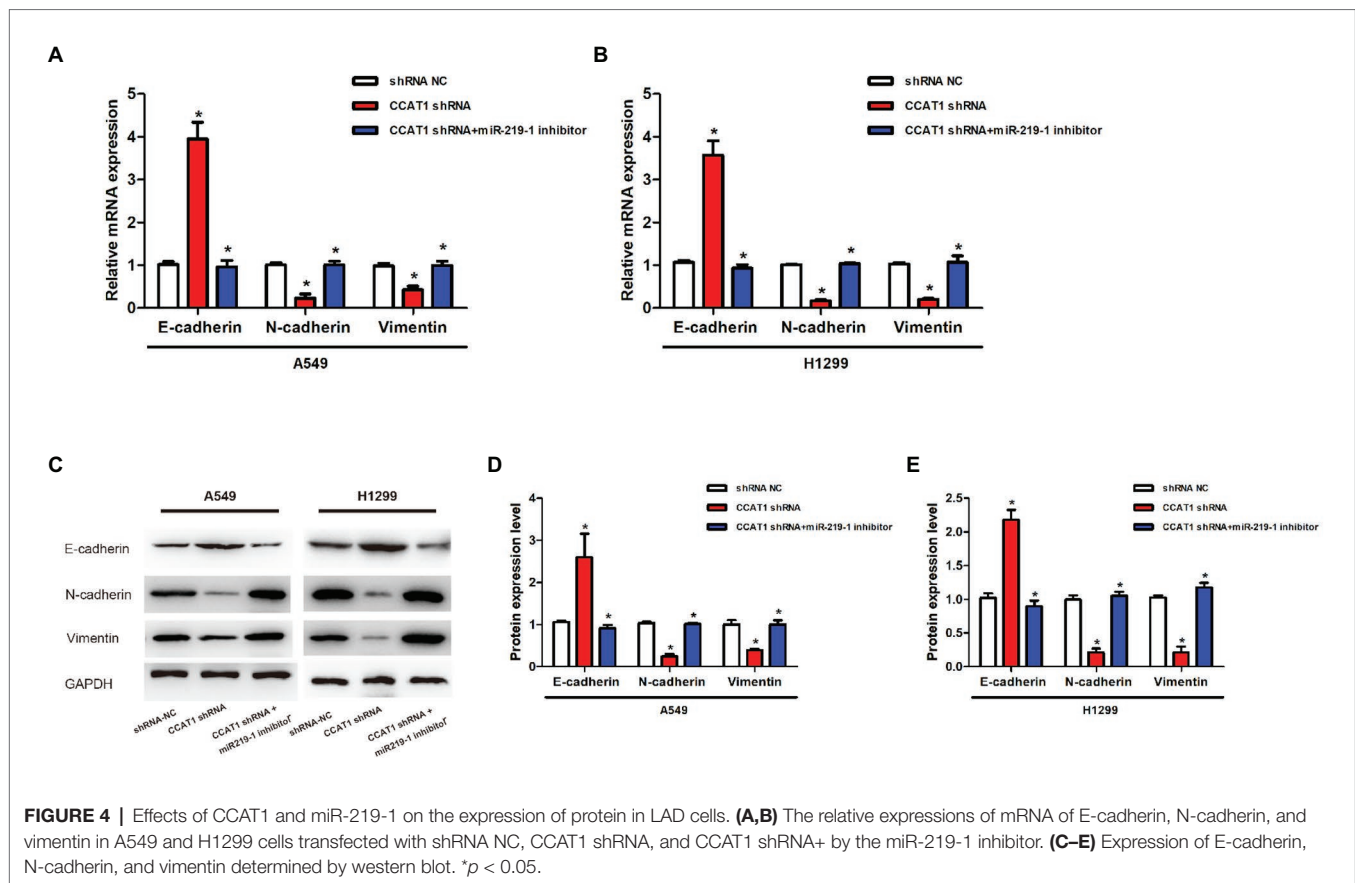 A
shRNA NC
CCAT1 shRNA
CCAT1 shRNA+miR-219-1 inhibitor
Relative mRNA expression
5
4
3
2
1
0
* * * * * *
E-cadherin N-cadherin Vimentin
A549
B
shRNA NC
CCAT1 shRNA
CCAT1 shRNA+miR-219-1 inhibitor
Relative mRNA expression
5
4
3
2
1
0
* * * * * *
E-cadherin N-cadherin Vimentin
H1299
C
A549 H1299
E-cadherin
N-cadherin
Vimentin
GAPDH
shRNA-NC
CCAT1 shRNA
CCAT1 shRNA +
miR219-1 inhibitor
shRNA-NC
CCAT1 shRNA
CCAT1 shRNA +
miR219-1 inhibitor
D
shRNA NC
CCAT1 shRNA
CCAT1 shRNA+miR-219-1 inhibitor
Protein expression level
4
3
2
1
0
* * * * * *
E-cadherin N-cadherin Vimentin
A549
E
shRNA NC
CCAT1 shRNA
CCAT1 shRNA+miR-219-1 inhibitor
Protein expression level
2.5
2.0
1.5
1.0
0.5
0.0
* * * * * *
E-cadherin N-cadherin Vimentin
H1299
FIGURE 4 | Effects of CCAT1 and miR-219-1 on the expression of protein in LAD cells. (A,B) The relative expressions of mRNA of E-cadherin, N-cadherin, and
vimentin in A549 and H1299 cells transfected with shRNA NC, CCAT1 shRNA, and CCAT1 shRNA+ by the miR-219-1 inhibitor. (C–E) Expression of E-cadherin,
N-cadherin, and vimentin determined by western blot. *p < 0.05.